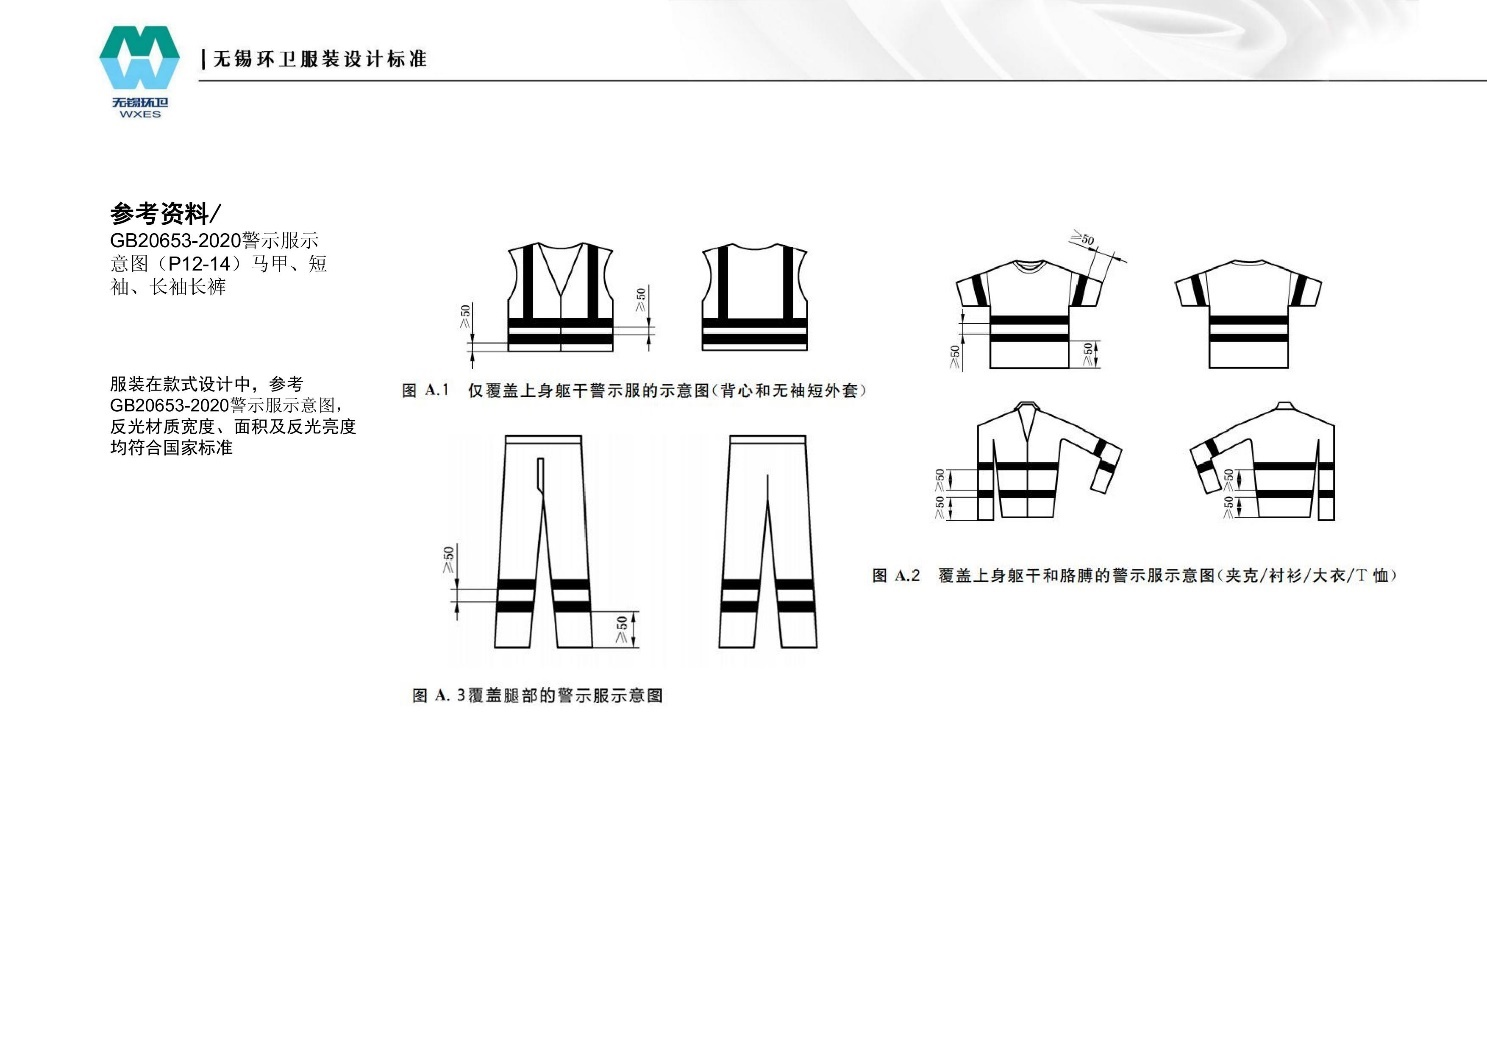 无锡环卫服装设计标准
无锡环卫
WXES
参考资料/
GB20653-2020警示服示
意图（P12-14）马甲、短
袖、长袖长裤
服装在款式设计中，参考
GB20653-2020警示服示意图，
反光材质宽度、面积及反光亮度
均符合国家标准
≥50
≥50
图 A.1 仅覆盖上身躯干警示服的示意图(背心和无袖短外套)
≥50
≥50
≥50
≥50
≥50
≥50
≥50
图 A.2 覆盖上身躯干和胳膊的警示服示意图(夹克/衬衫/大衣/T 恤)
≥50
≥50
图 A. 3覆盖腿部的警示服示意图